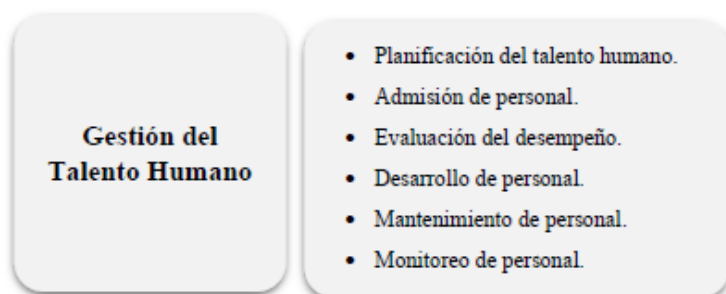 Gestión del
Talento Humano
• Planificación del talento humano.
• Admisión de personal.
• Evaluación del desempeño.
• Desarrollo de personal.
• Mantenimiento de personal.
• Monitoreo de personal.